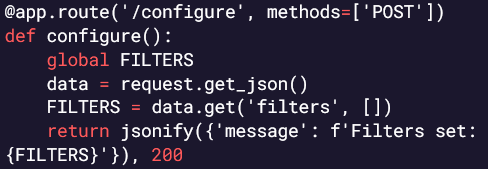 @app.route('/configure', methods=['POST'])
def configure():
    global FILTERS
    data = request.get_json()
    FILTERS = data.get('filters', [])
    return jsonify({'message': f'Filters set:
{FILTERS}'}), 200